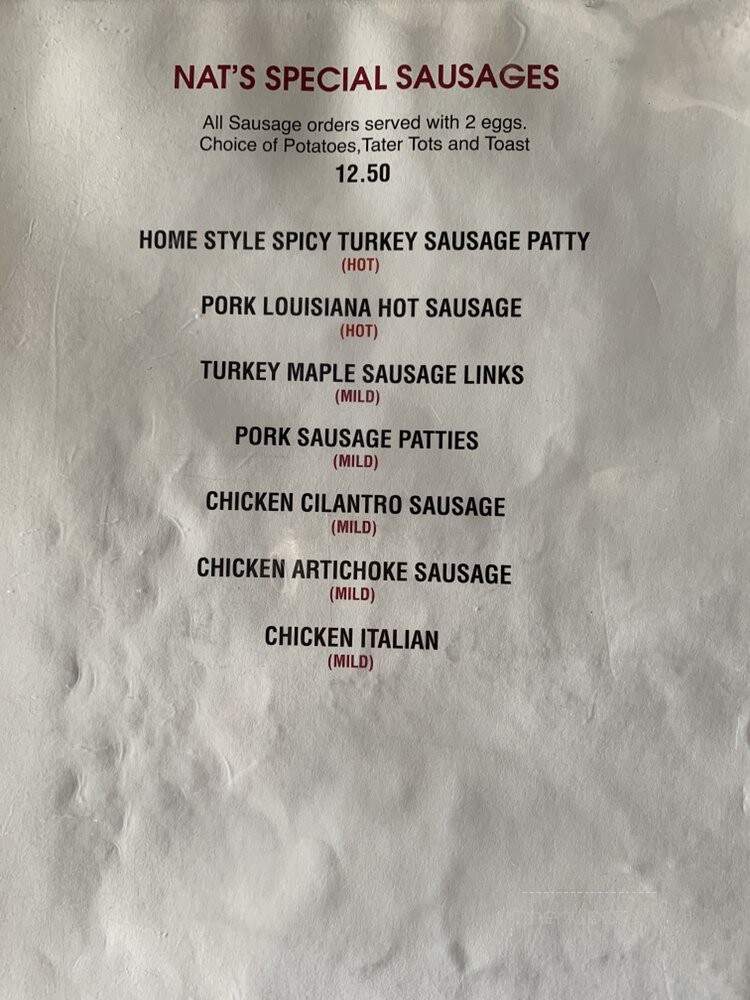 NAT'S SPECIAL SAUSAGES
All Sausage orders served with 2 eggs.
Choice of Potatoes,Tater Tots and Toast
12.50
HOME STYLE SPICY TURKEY SAUSAGE PATTY
(HOT)
PORK LOUISIANA HOT SAUSAGE
(HOT)
TURKEY MAPLE SAUSAGE LINKS
(MILD)
PORK SAUSAGE PATTIES
(MILD)
CHICKEN CILANTRO SAUSAGE
(MILD)
CHICKEN ARTICHOKE SAUSAGE
(MILD)
CHICKEN ITALIAN
(MILD)